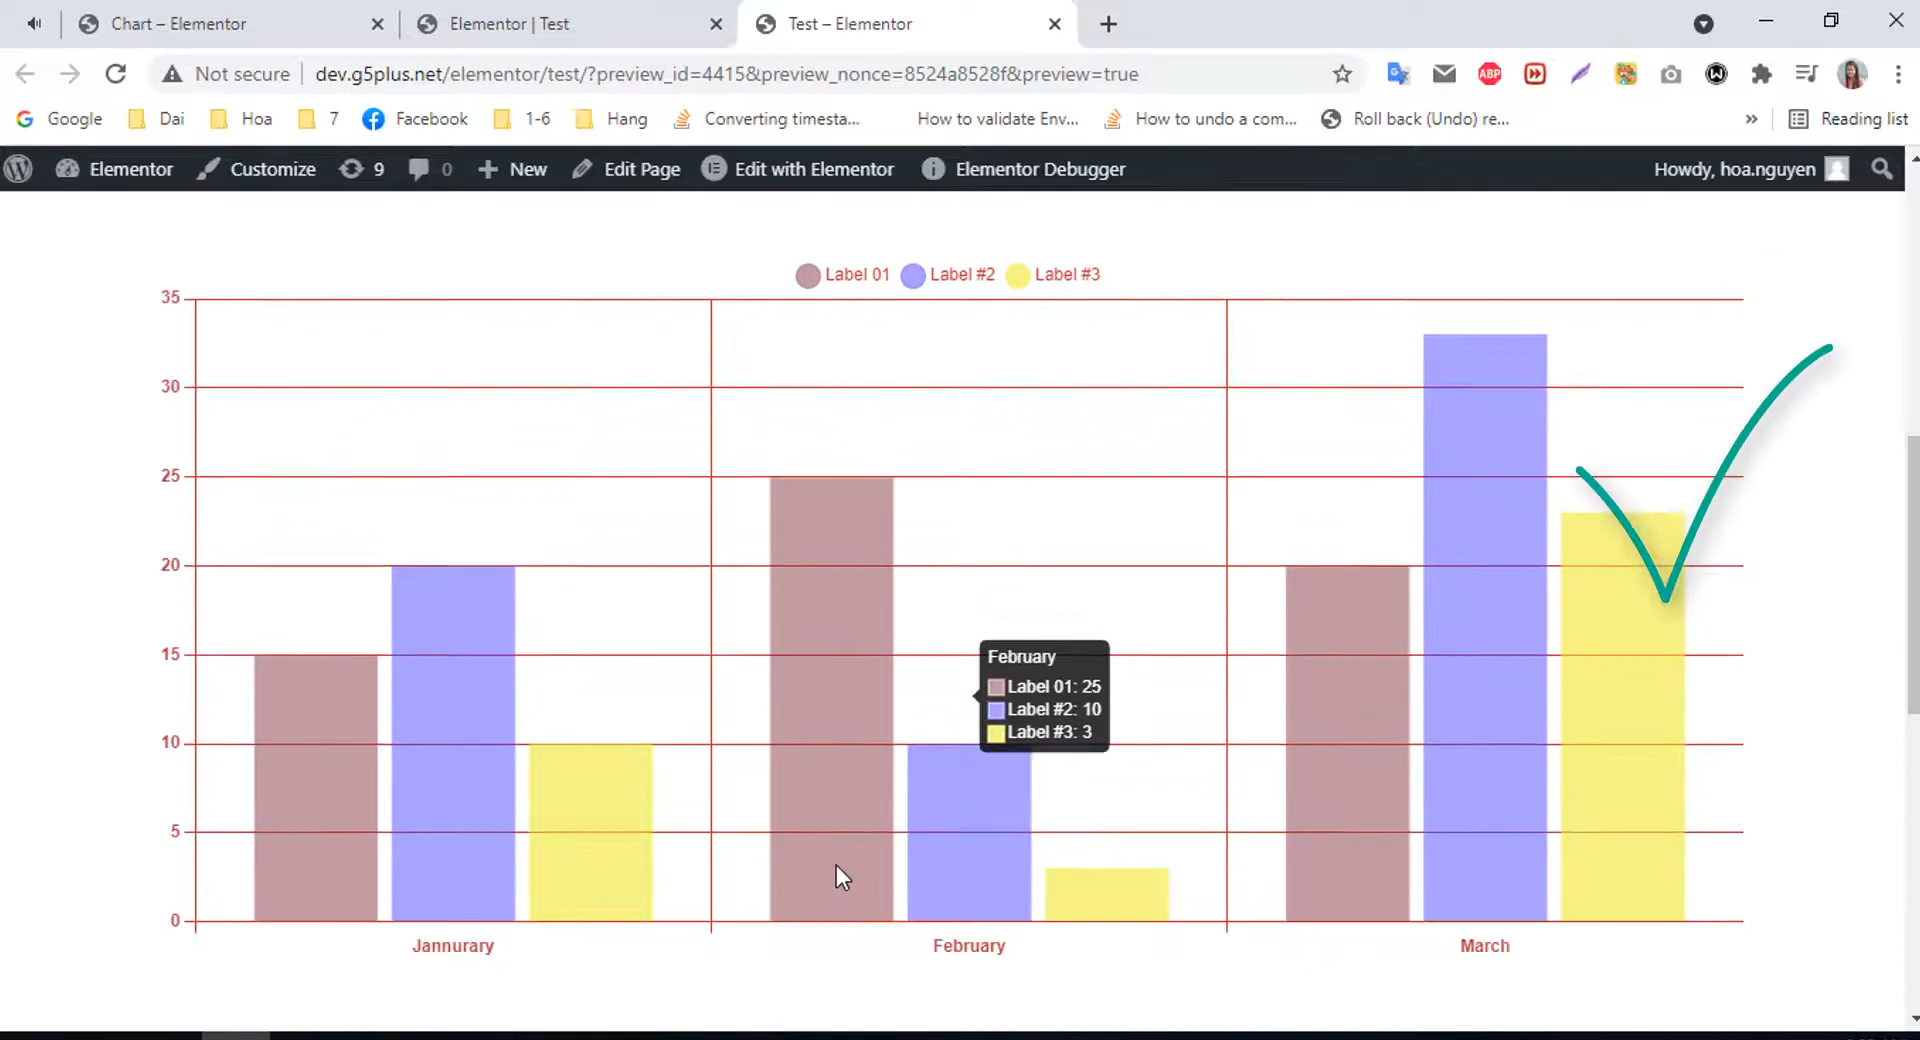 Chart – Elementor
Elementor | Test
Test – Elementor
Not secure
dev.g5plus.net/elementor/test/?preview_id=4415&preview_nonce=8524a8528f&preview=true
ABP
Google
Dai
Hoa
7
Facebook
1-6
Hang
Converting timesta...
How to validate Env...
How to undo a com...
Roll back (Undo) re...
»
Reading list
Elementor
Customize
9
0
New
Edit Page
Edit with Elementor
Elementor Debugger
Howdy, hoa.nguyen
Label 01
Label #2
Label #3
35
30
25
20
15
10
5
0
February
Label 01: 25
Label #2: 10
Label #3: 3
Jannurary
February
March